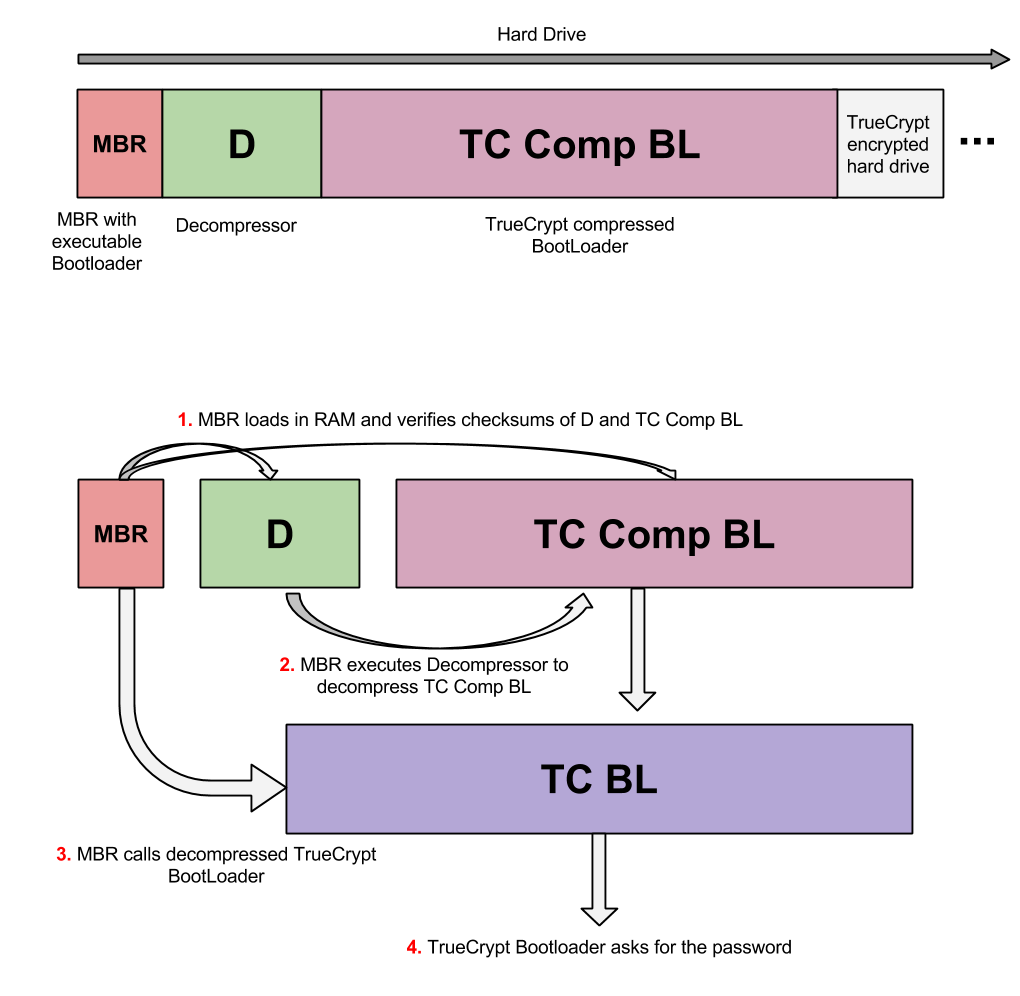 Hard Drive
MBR
D
TC Comp BL
TrueCrypt
encrypted
hard drive
...
MBR with
executable
Bootloader
Decompressor
TrueCrypt compressed
BootLoader
1. MBR loads in RAM and verifies checksums of D and TC Comp BL
MBR
D
TC Comp BL
2. MBR executes Decompressor to
decompress TC Comp BL
TC BL
3. MBR calls decompressed TrueCrypt
BootLoader
4. TrueCrypt Bootloader asks for the password